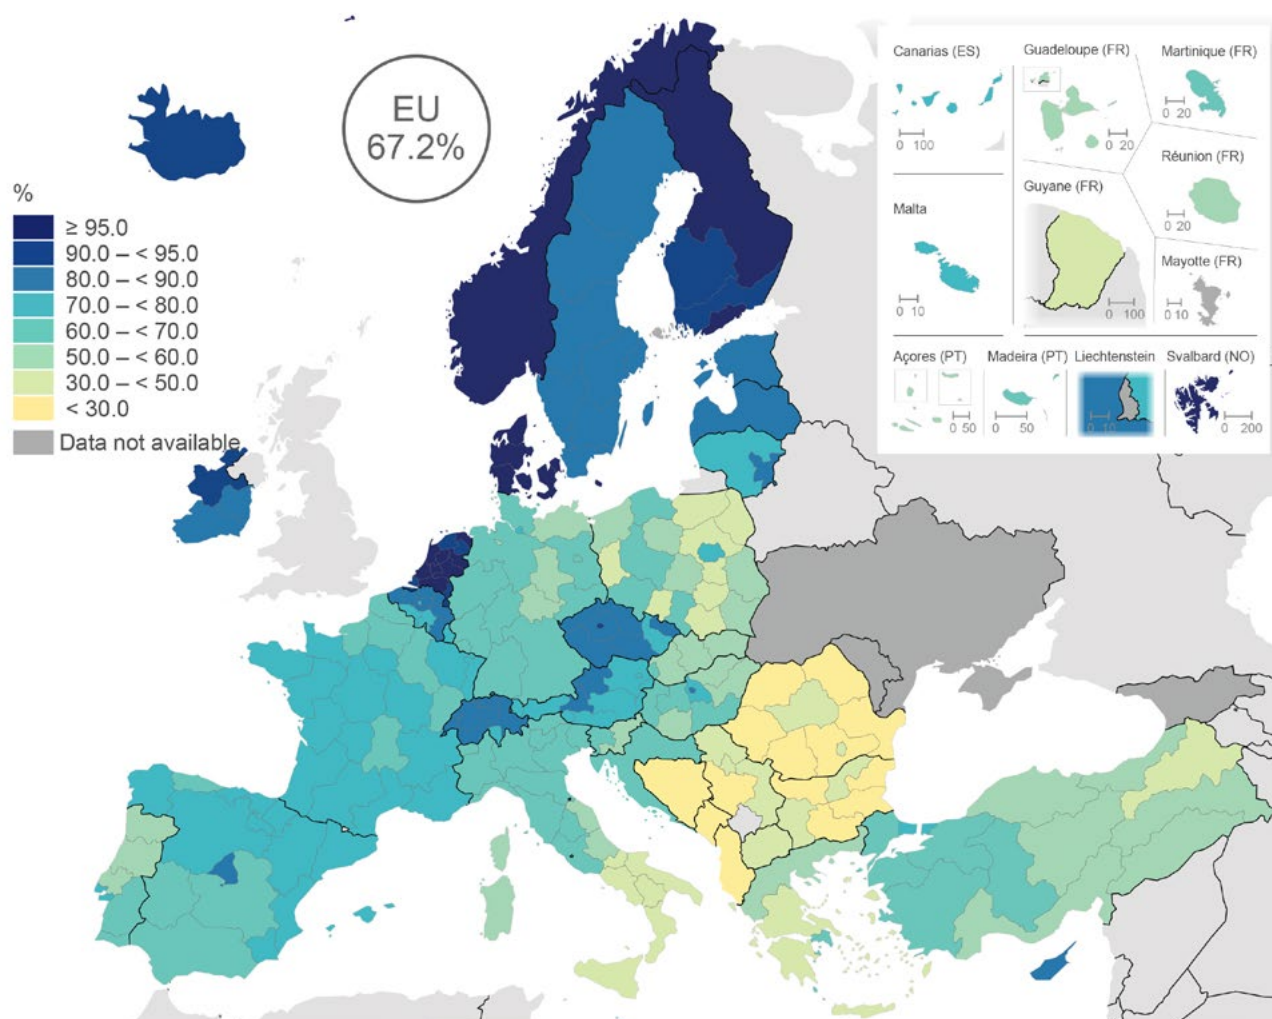 EU
67.2%
%
≥ 95.0
90.0 – < 95.0
80.0 – < 90.0
70.0 – < 80.0
60.0 – < 70.0
50.0 – < 60.0
30.0 – < 50.0
< 30.0
Data not available
Canarias (ES)
0 100
Guadeloupe (FR)
0 20
Martinique (FR)
0 20
Malta
0 10
Guyane (FR)
0 100
Réunion (FR)
0 20
Mayotte (FR)
0 10
Açores (PT)
0 50
Madeira (PT)
0 50
Liechtenstein
0 10
Svalbard (NO)
0 200